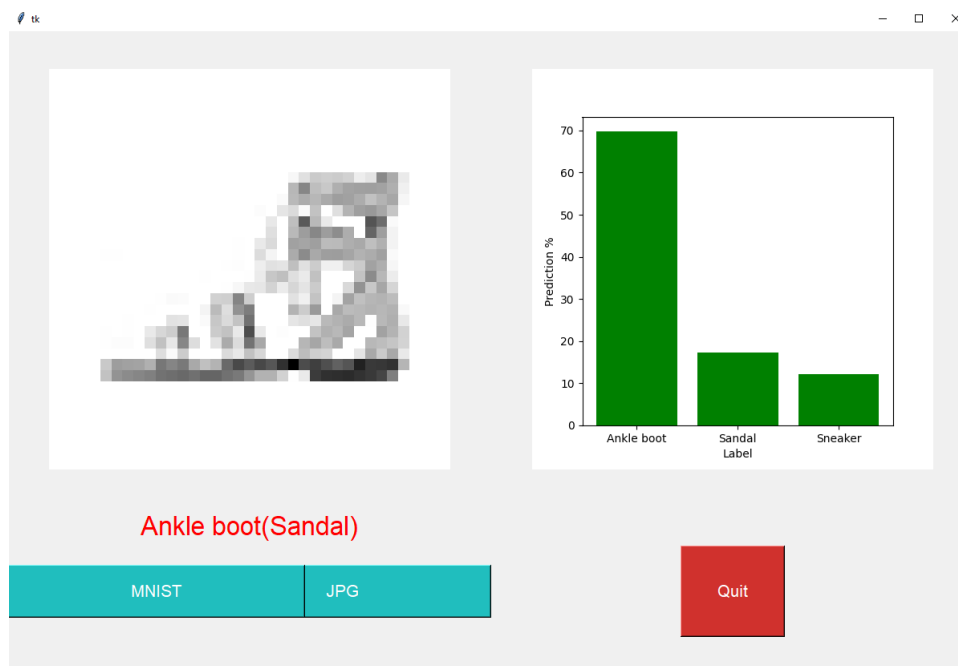 tk
70
60
50
40
30
20
10
0
Prediction %
Ankle boot Sandal Sneaker
Label
Ankle boot(Sandal)
MNIST JPG
Quit